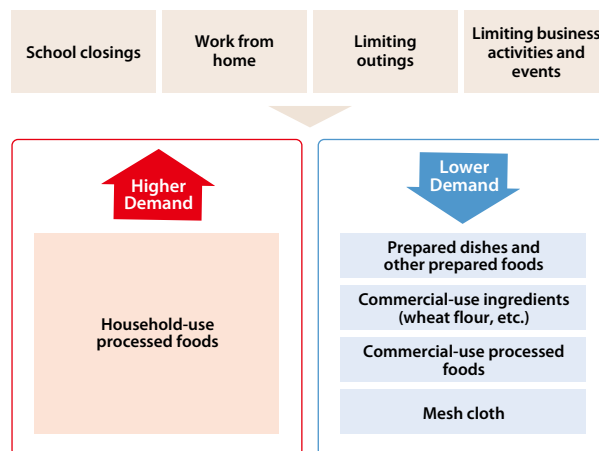 School closings
Work from
home
Limiting
outings
Limiting business
activities and
events
Higher
Demand
Household-use
processed foods
Lower
Demand
Prepared dishes and
other prepared foods
Commercial-use ingredients
(wheat flour, etc.)
Commercial-use processed
foods
Mesh cloth